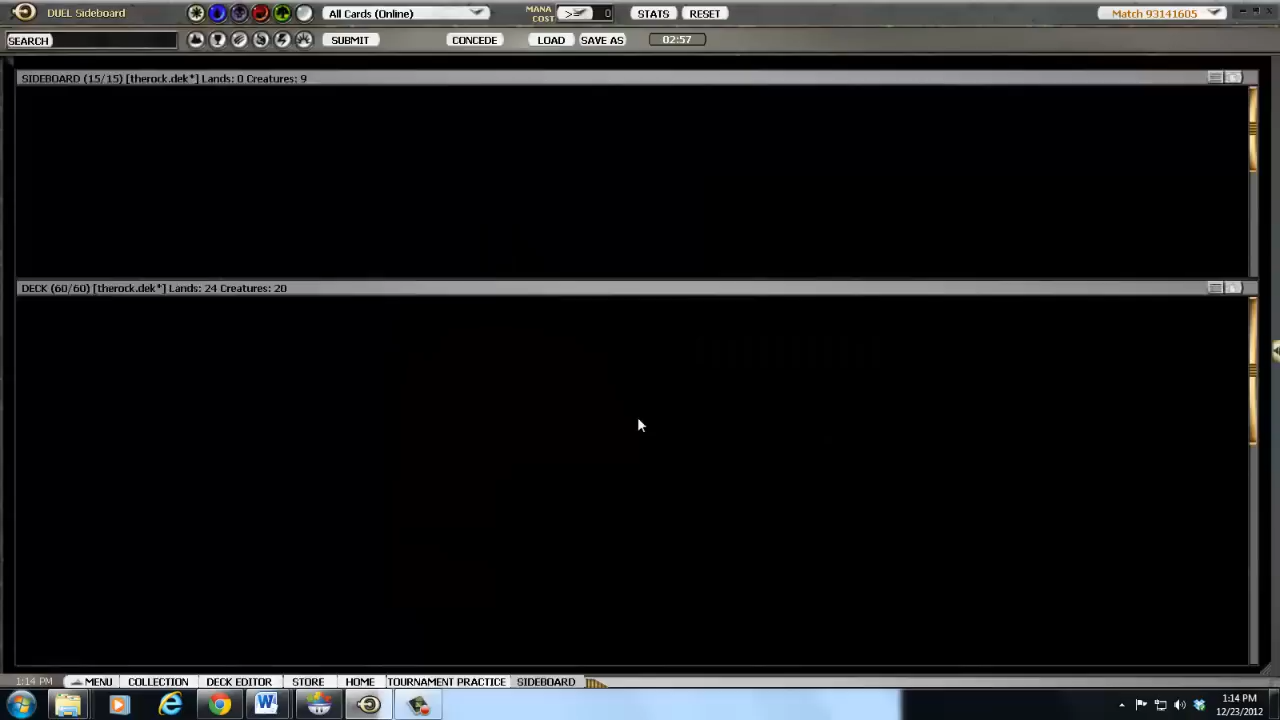 DUEL Sideboard
All Cards (Online)
MANA COST >= 0
STATS
RESET
Match 93141605
SEARCH
SUBMIT
CONCEDE
LOAD
SAVE AS
02:57
SIDEBOARD (15/15) [therock.dek*] Lands: 0 Creatures: 9
DECK (60/60) [therock.dek*] Lands: 24 Creatures: 20
1:14 PM
MENU
COLLECTION
DECK EDITOR
STORE
HOME
TOURNAMENT PRACTICE
SIDEBOARD
1:14 PM
12/23/2012